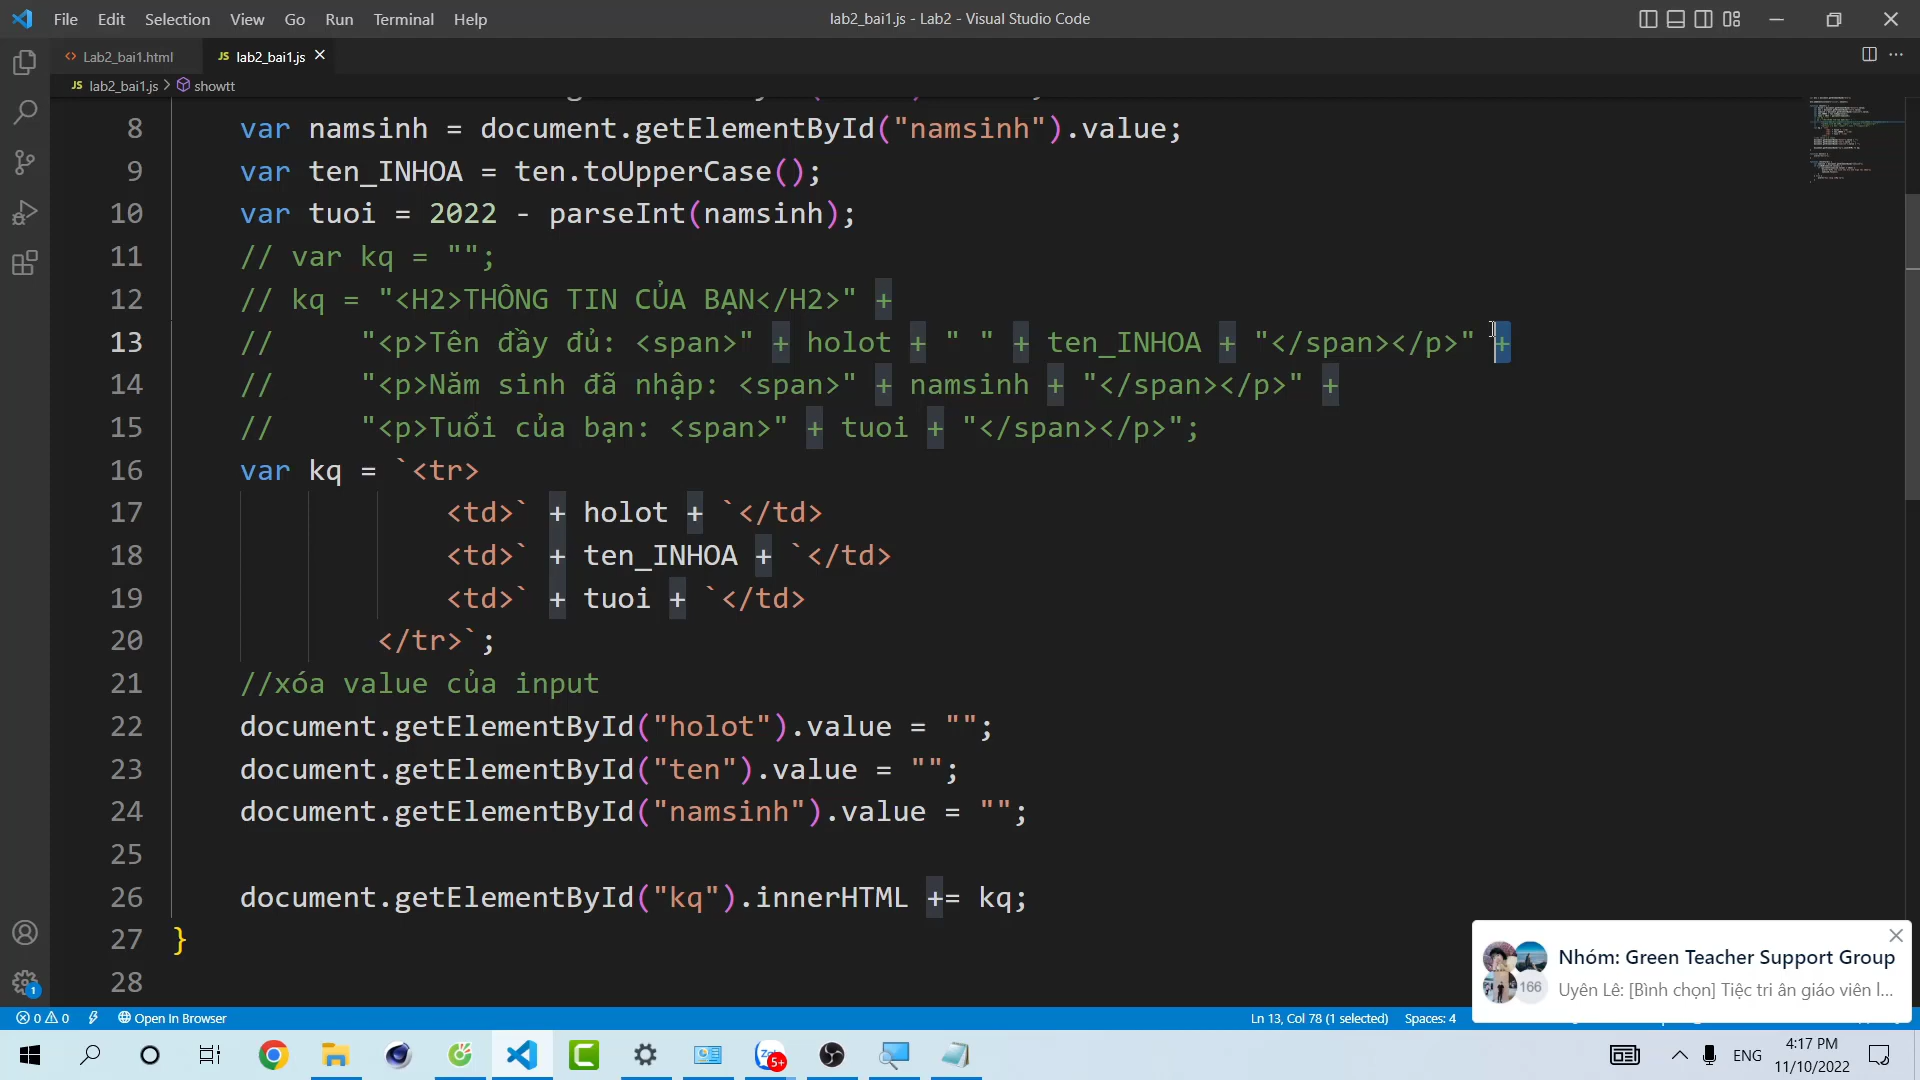 File Edit Selection View Go Run Terminal Help
lab2_bai1.js - Lab2 - Visual Studio Code
<> Lab2_bai1.html
JS lab2_bai1.js
JS lab2_bai1.js > showtt
8 var namsinh = document.getElementById("namsinh").value;
9 var ten_INHOA = ten.toUpperCase();
10 var tuoi = 2022 - parseInt(namsinh);
11 // var kq = "";
12 // kq = "<H2>THÔNG TIN CỦA BẠN</H2>" +
13 // "<p>Tên đầy đủ: <span>" + holot + " " + ten_INHOA + "</span></p>" +
14 // "<p>Năm sinh đã nhập: <span>" + namsinh + "</span></p>" +
15 // "<p>Tuổi của bạn: <span>" + tuoi + "</span></p>";
16 var kq = `<tr>
17 <td>` + holot + `</td>
18 <td>` + ten_INHOA + `</td>
19 <td>` + tuoi + `</td>
20 </tr>`;
21 //xóa value của input
22 document.getElementById("holot").value = "";
23 document.getElementById("ten").value = "";
24 document.getElementById("namsinh").value = "";
25
26 document.getElementById("kq").innerHTML += kq;
27 }
28
Nhóm: Green Teacher Support Group
166
Uyên Lê: [Bình chọn] Tiệc tri ân giáo viên l...
1
0 0 Open In Browser
Ln 13, Col 78 (1 selected) Spaces: 4
5+
ENG
4:17 PM
11/10/2022